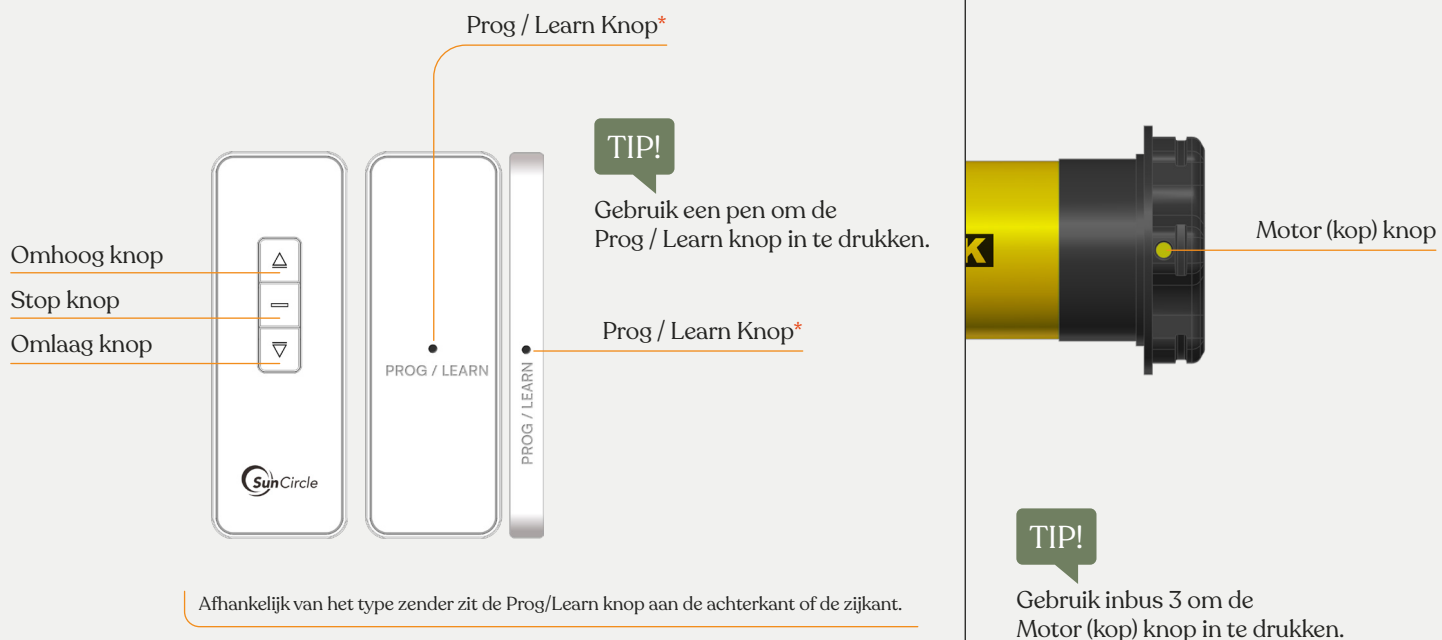 Prog / Learn Knop*
TIP!
Gebruik een pen om de
Prog / Learn knop in te drukken.
Omhoog knop
Stop knop
Omlaag knop
PROG / LEARN
PROG / LEARN
Prog / Learn Knop*
SunCircle
Afhankelijk van het type zender zit de Prog/Learn knop aan de achterkant of de zijkant.
K
Motor (kop) knop
TIP!
Gebruik inbus 3 om de
Motor (kop) knop in te drukken.